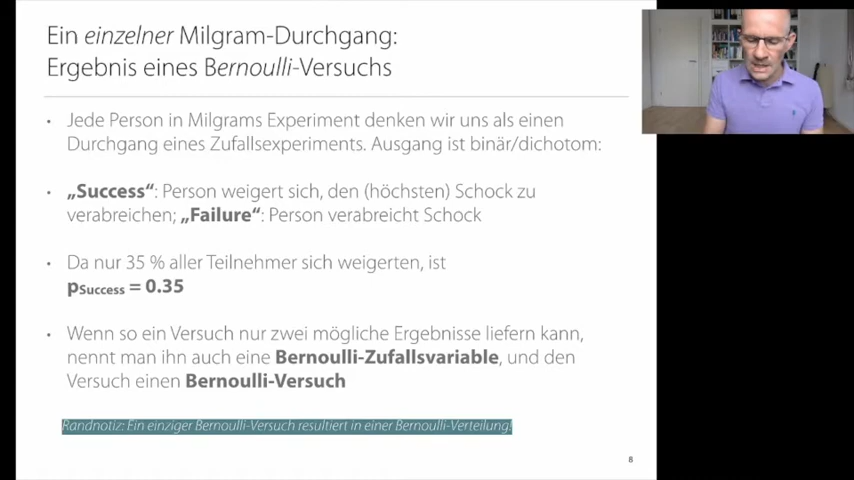 Ein einzelner Milgram-Durchgang:
Ergebnis eines Bernoulli-Versuchs
• Jede Person in Milgrams Experiment denken wir uns als einen
Durchgang eines Zufallsexperiments. Ausgang ist binär/dichotom:
• „Success“: Person weigert sich, den (höchsten) Schock zu
verabreichen; „Failure“: Person verabreicht Schock
• Da nur 35 % aller Teilnehmer sich weigerten, ist
pSuccess = 0.35
• Wenn so ein Versuch nur zwei mögliche Ergebnisse liefern kann,
nennt man ihn auch eine Bernoulli-Zufallsvariable, und den
Versuch einen Bernoulli-Versuch
Randnotiz: Ein einziger Bernoulli-Versuch resultiert in einer Bernoulli-Verteilung!
8